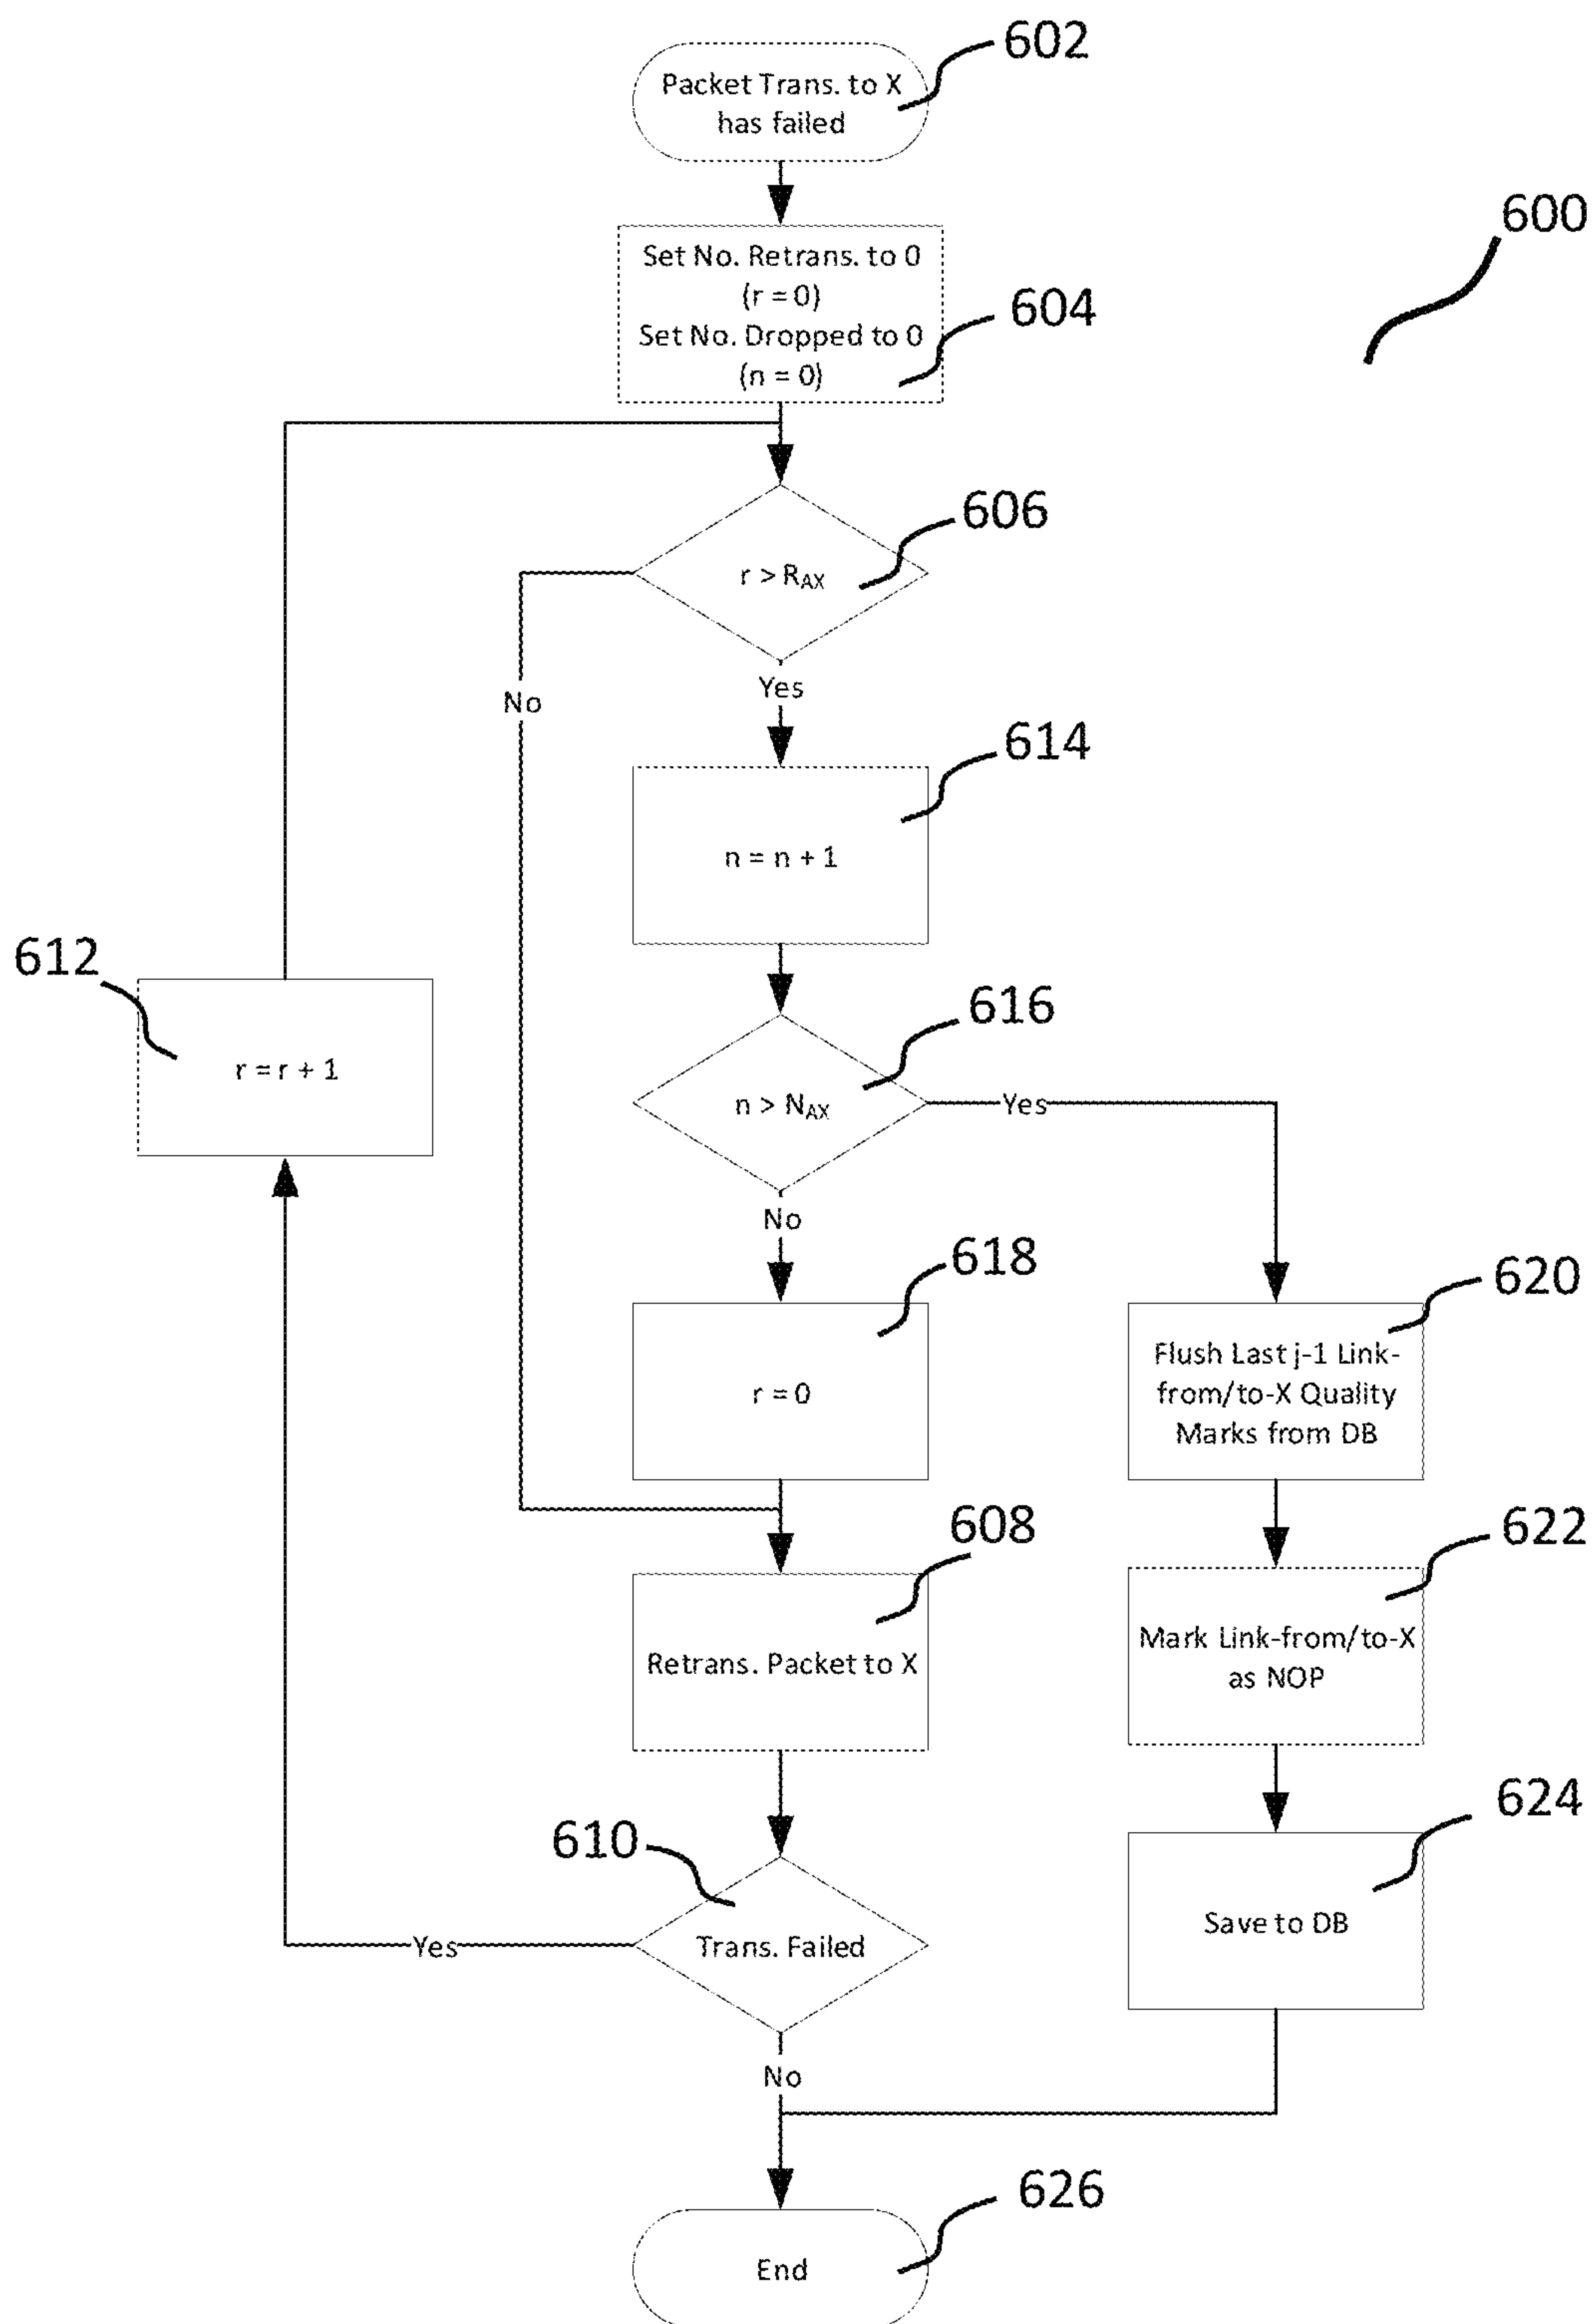 602
Packet Trans. to X
has failed
600
Set No. Retrans. to 0
(r = 0)
604
Set No. Dropped to 0
(n = 0)
606
r > RAX
Yes
No
614
n = n + 1
612
r = r + 1
616
n > NAX
Yes
No
618
r = 0
620
Flush Last j-1 Link-
from/to-X Quality
Marks from DB
608
Retrans. Packet to X
622
Mark Link-from/to-X
as NOP
610
Trans. Failed
Yes
No
624
Save to DB
626
End